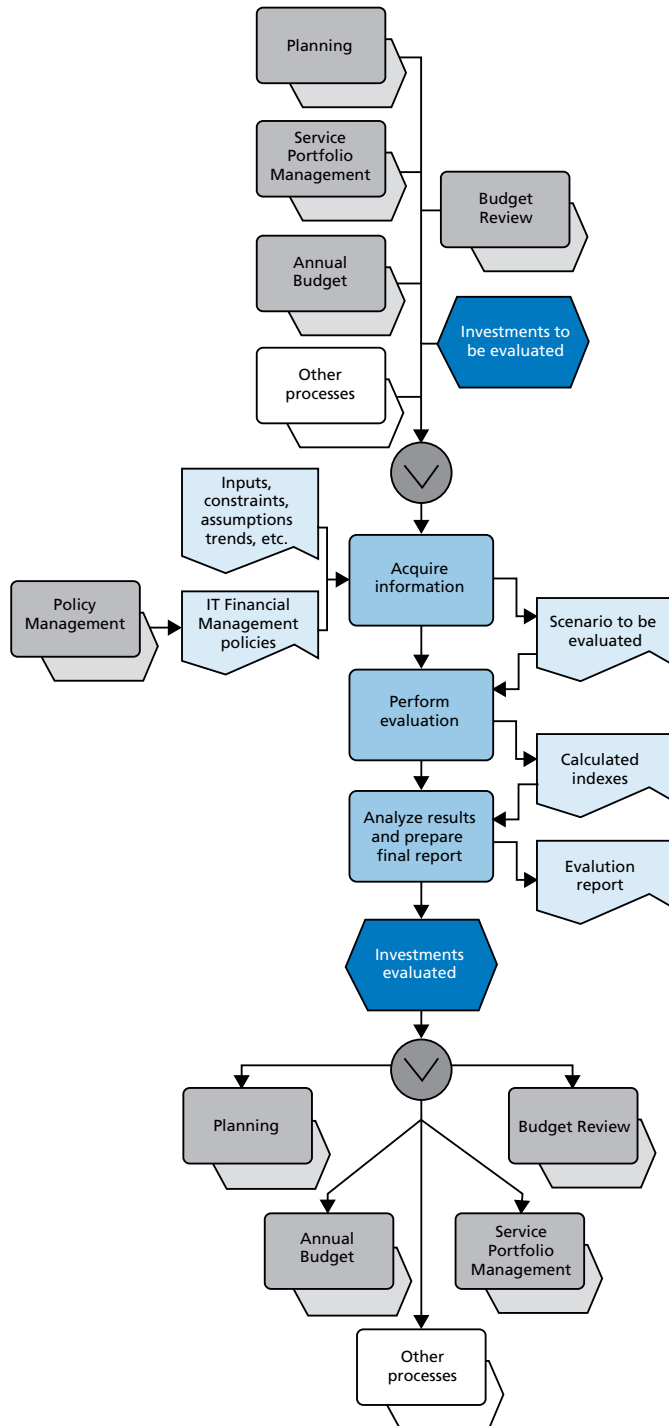 Planning
Service
Portfolio
Management
Budget
Review
Annual
Budget
Investments to
be evaluated
Other
processes
Inputs,
constraints,
assumptions
trends, etc.
Acquire
information
Policy
Management
IT Financial
Management
policies
Scenario to be
evaluated
Perform
evaluation
Calculated
indexes
Analyze results
and prepare
final report
Evalution
report
Investments
evaluated
Planning
Budget Review
Annual
Budget
Service
Portfolio
Management
Other
processes